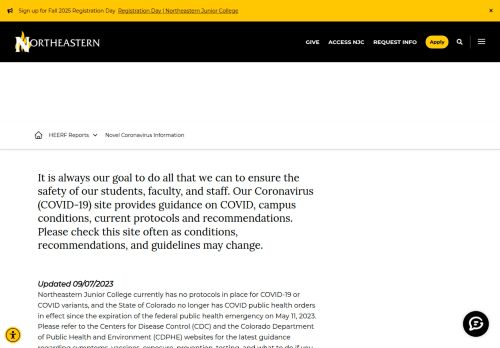 Sign up for Fall 2025 Registration Day Registration Day | Northeastern Junior College ×
NORTHEASTERN GIVE ACCESS NJC REQUEST INFO Apply
HEERF Reports Novel Coronavirus Information
It is always our goal to do all that we can to ensure the
safety of our students, faculty, and staff. Our Coronavirus
(COVID-19) site provides guidance on COVID, campus
conditions, current protocols and recommendations.
Please check this site often as conditions,
recommendations, and guidelines may change.
Updated 09/07/2023
Northeastern Junior College currently has no protocols in place for COVID-19 or
COVID variants, and the State of Colorado no longer has COVID public health orders
in effect since the expiration of the federal public health emergency on May 11, 2023.
Please refer to the Centers for Disease Control (CDC) and the Colorado Department
of Public Health and Environment (CDPHE) websites for the latest guidance
regarding symptoms, vaccines, exposure, prevention, testing, and what to do if you